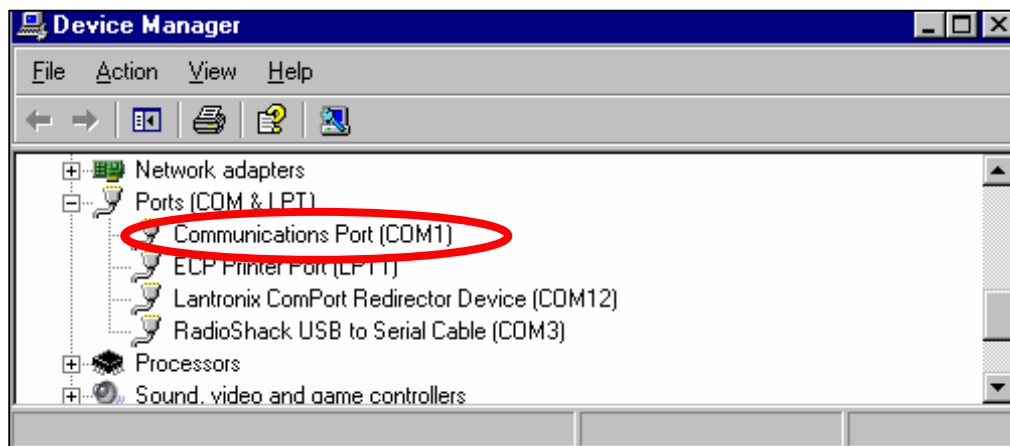 Device Manager
File Action View Help
Network adapters
Ports (COM & LPT)
Communications Port (COM1)
ECP Printer Port (LPT1)
Lantronix ComPort Redirector Device (COM12)
RadioShack USB to Serial Cable (COM3)
Processors
Sound, video and game controllers